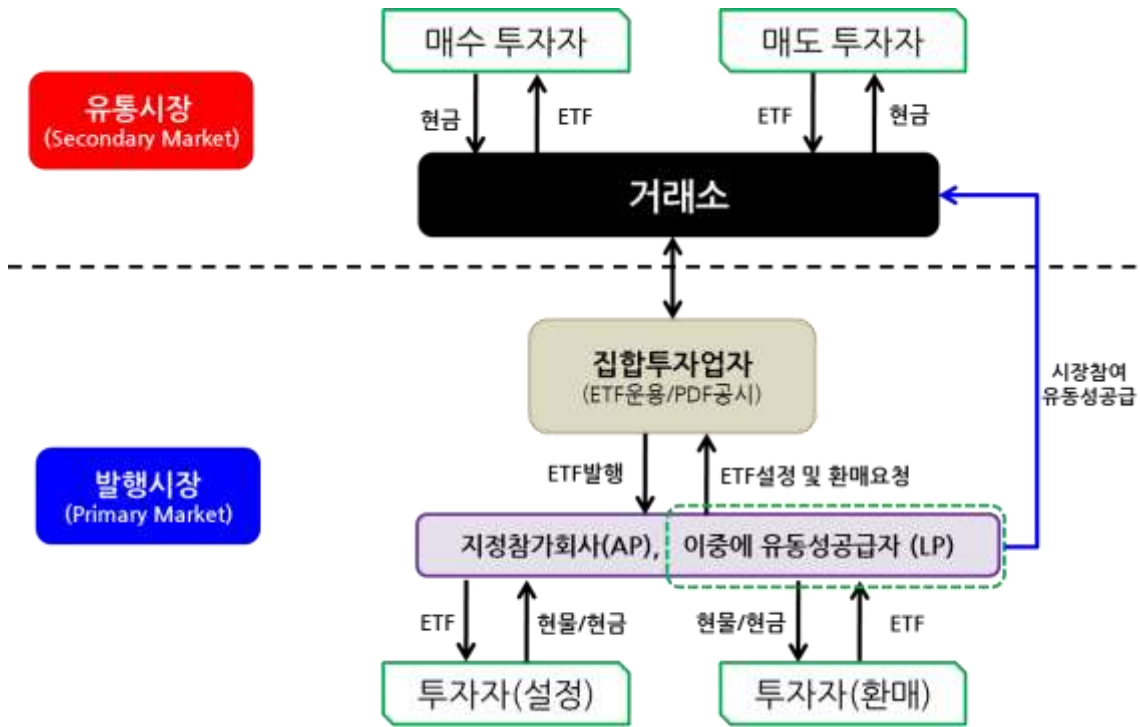 매수 투자자
매도 투자자
유통시장
(Secondary Market)
현금
ETF
ETF
현금
거래소
집합투자업자
(ETF운용/PDF공시)
시장참여
유동성공급
발행시장
(Primary Market)
ETF발행
ETF설정 및 환매요청
지정참가회사(AP), 이중에 유동성공급자 (LP)
ETF
현물/현금
현물/현금
ETF
투자자(설정)
투자자(환매)